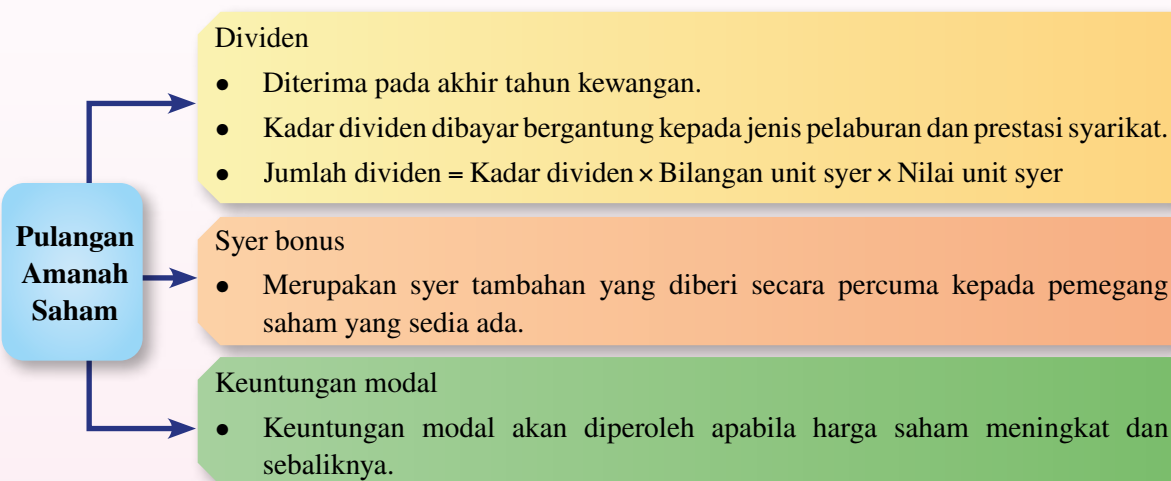 Pulangan
Amanah
Saham
Dividen
● Diterima pada akhir tahun kewangan.
● Kadar dividen dibayar bergantung kepada jenis pelaburan dan prestasi syarikat.
● Jumlah dividen = Kadar dividen × Bilangan unit syer × Nilai unit syer
Syer bonus
● Merupakan syer tambahan yang diberi secara percuma kepada pemegang
saham yang sedia ada.
Keuntungan modal
● Keuntungan modal akan diperoleh apabila harga saham meningkat dan
sebaliknya.